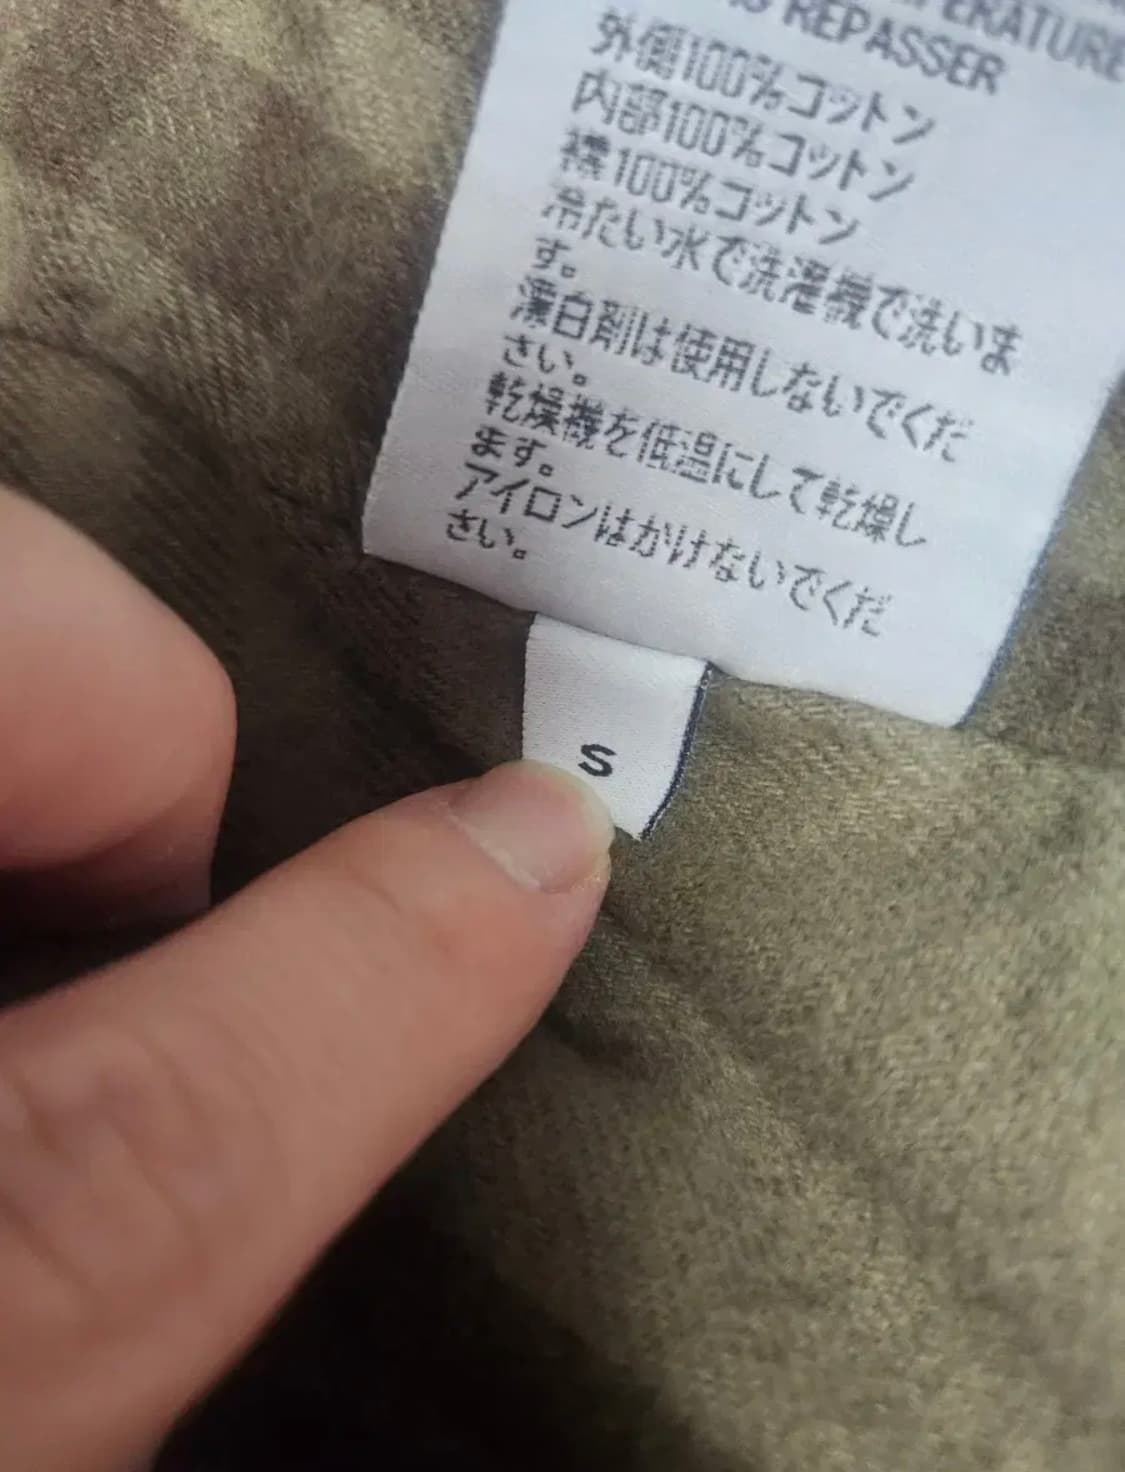 TEMPERATURE
REPASSER
外側100%コットン
内部100%コットン
襟100%コットン
冷たい水で洗濯機で洗いま
す。
漂白剤は使用しないでくだ
さい。
乾燥機を低温にして乾燥し
ます。
アイロンはかけないでくだ
さい。
S